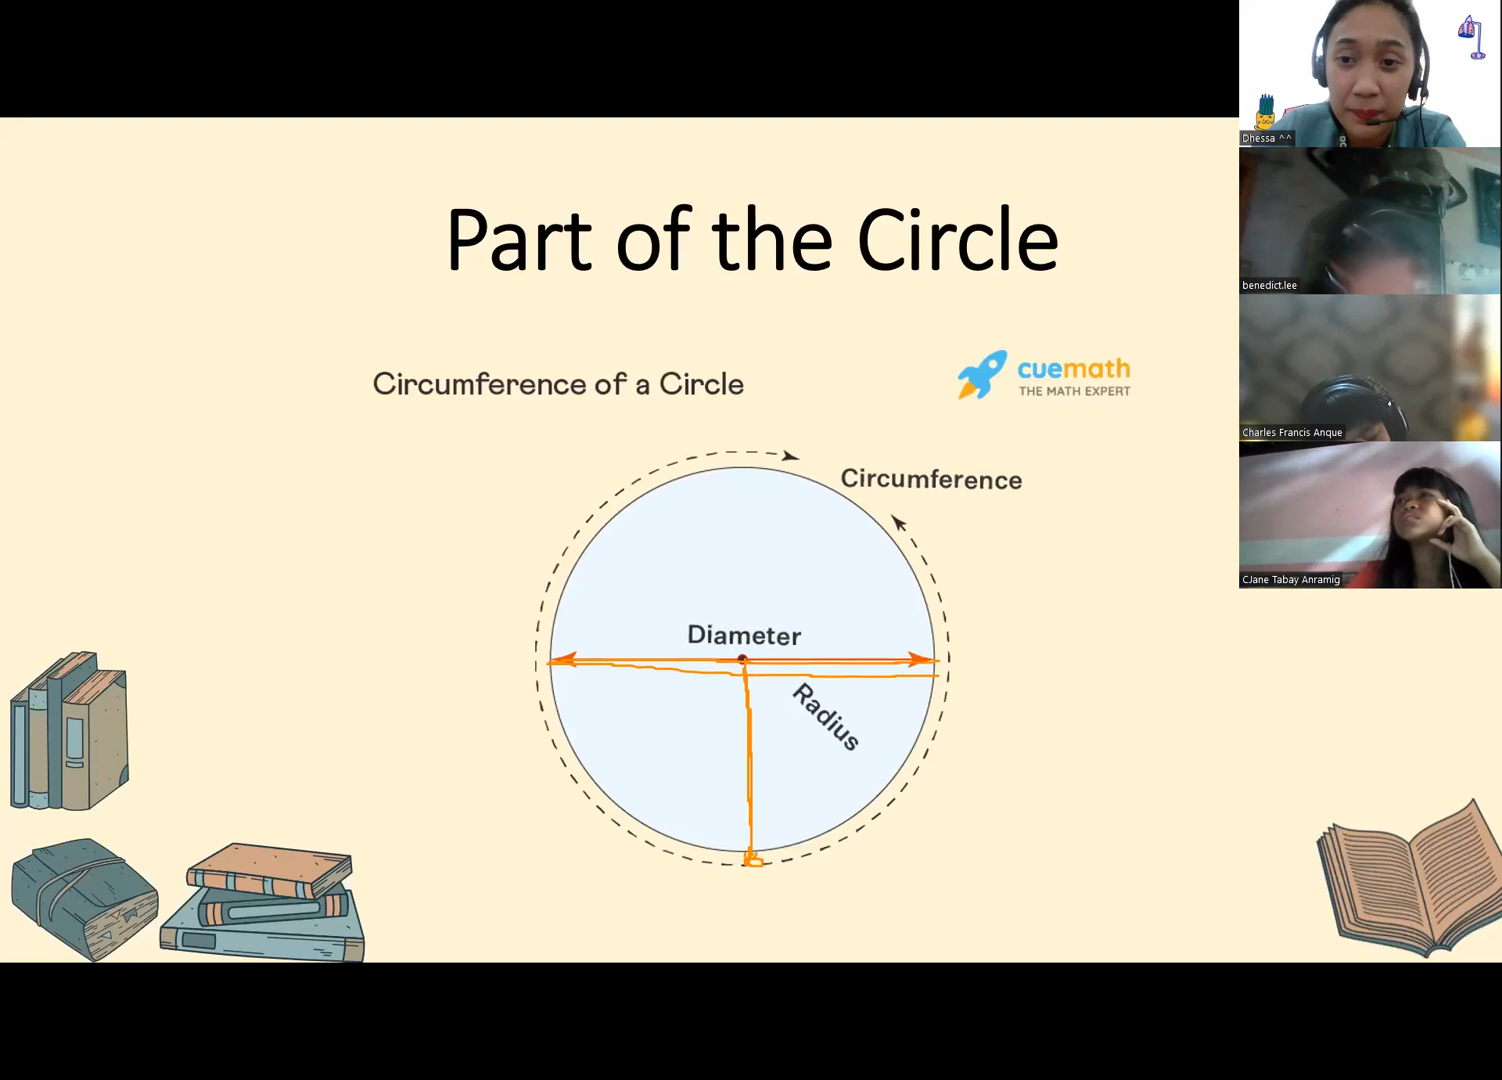 Part of the Circle
Circumference of a Circle
cuemath
THE MATH EXPERT
Circumference
Diameter
Radius
Dhessa ^^
benedict.lee
Charles Francis Anque
CJane Tabay Anramig